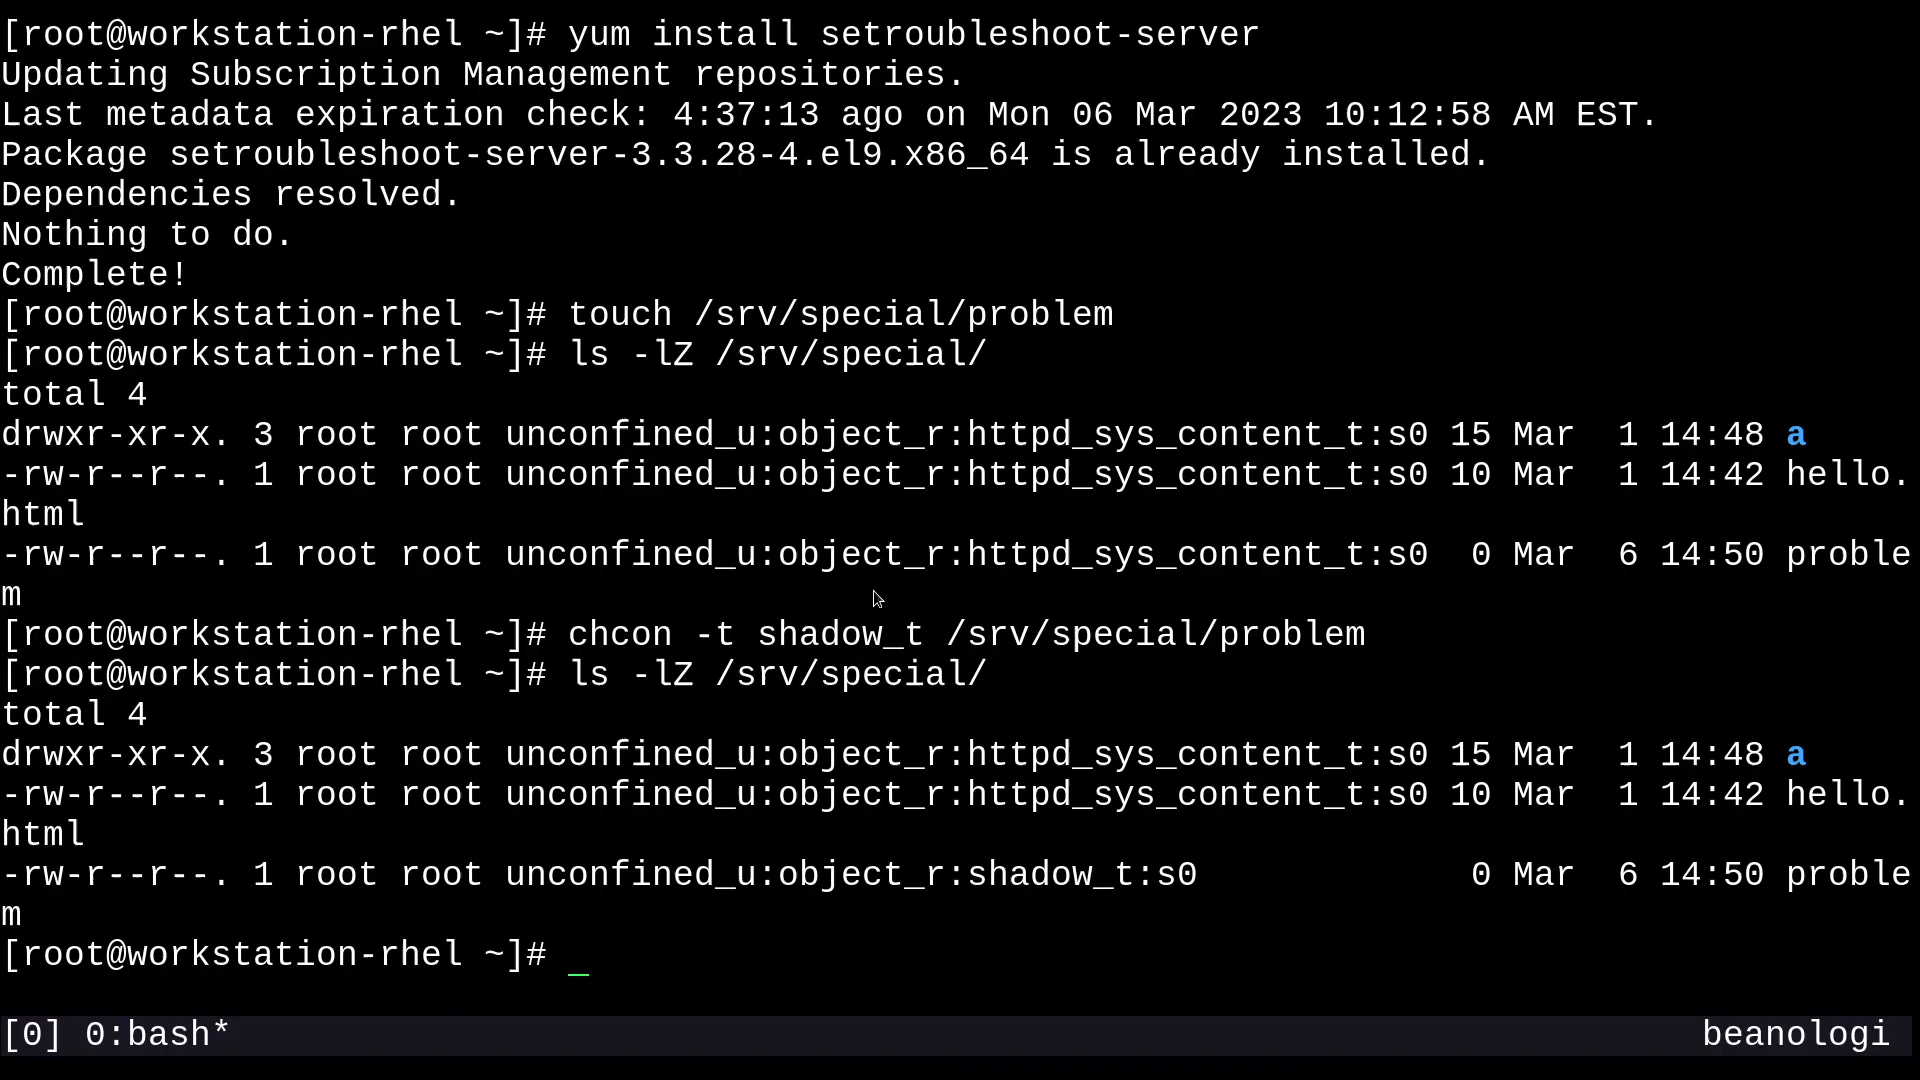 [root@workstation-rhel ~]# yum install setroubleshoot-server
Updating Subscription Management repositories.
Last metadata expiration check: 4:37:13 ago on Mon 06 Mar 2023 10:12:58 AM EST.
Package setroubleshoot-server-3.3.28-4.el9.x86_64 is already installed.
Dependencies resolved.
Nothing to do.
Complete!
[root@workstation-rhel ~]# touch /srv/special/problem
[root@workstation-rhel ~]# ls -lZ /srv/special/
total 4
drwxr-xr-x. 3 root root unconfined_u:object_r:httpd_sys_content_t:s0 15 Mar  1 14:48 a
-rw-r--r--. 1 root root unconfined_u:object_r:httpd_sys_content_t:s0 10 Mar  1 14:42 hello.
html
-rw-r--r--. 1 root root unconfined_u:object_r:httpd_sys_content_t:s0  0 Mar  6 14:50 proble
m
[root@workstation-rhel ~]# chcon -t shadow_t /srv/special/problem
[root@workstation-rhel ~]# ls -lZ /srv/special/
total 4
drwxr-xr-x. 3 root root unconfined_u:object_r:httpd_sys_content_t:s0 15 Mar  1 14:48 a
-rw-r--r--. 1 root root unconfined_u:object_r:httpd_sys_content_t:s0 10 Mar  1 14:42 hello.
html
-rw-r--r--. 1 root root unconfined_u:object_r:shadow_t:s0             0 Mar  6 14:50 proble
m
[root@workstation-rhel ~]# _
[0] 0:bash* beanologi